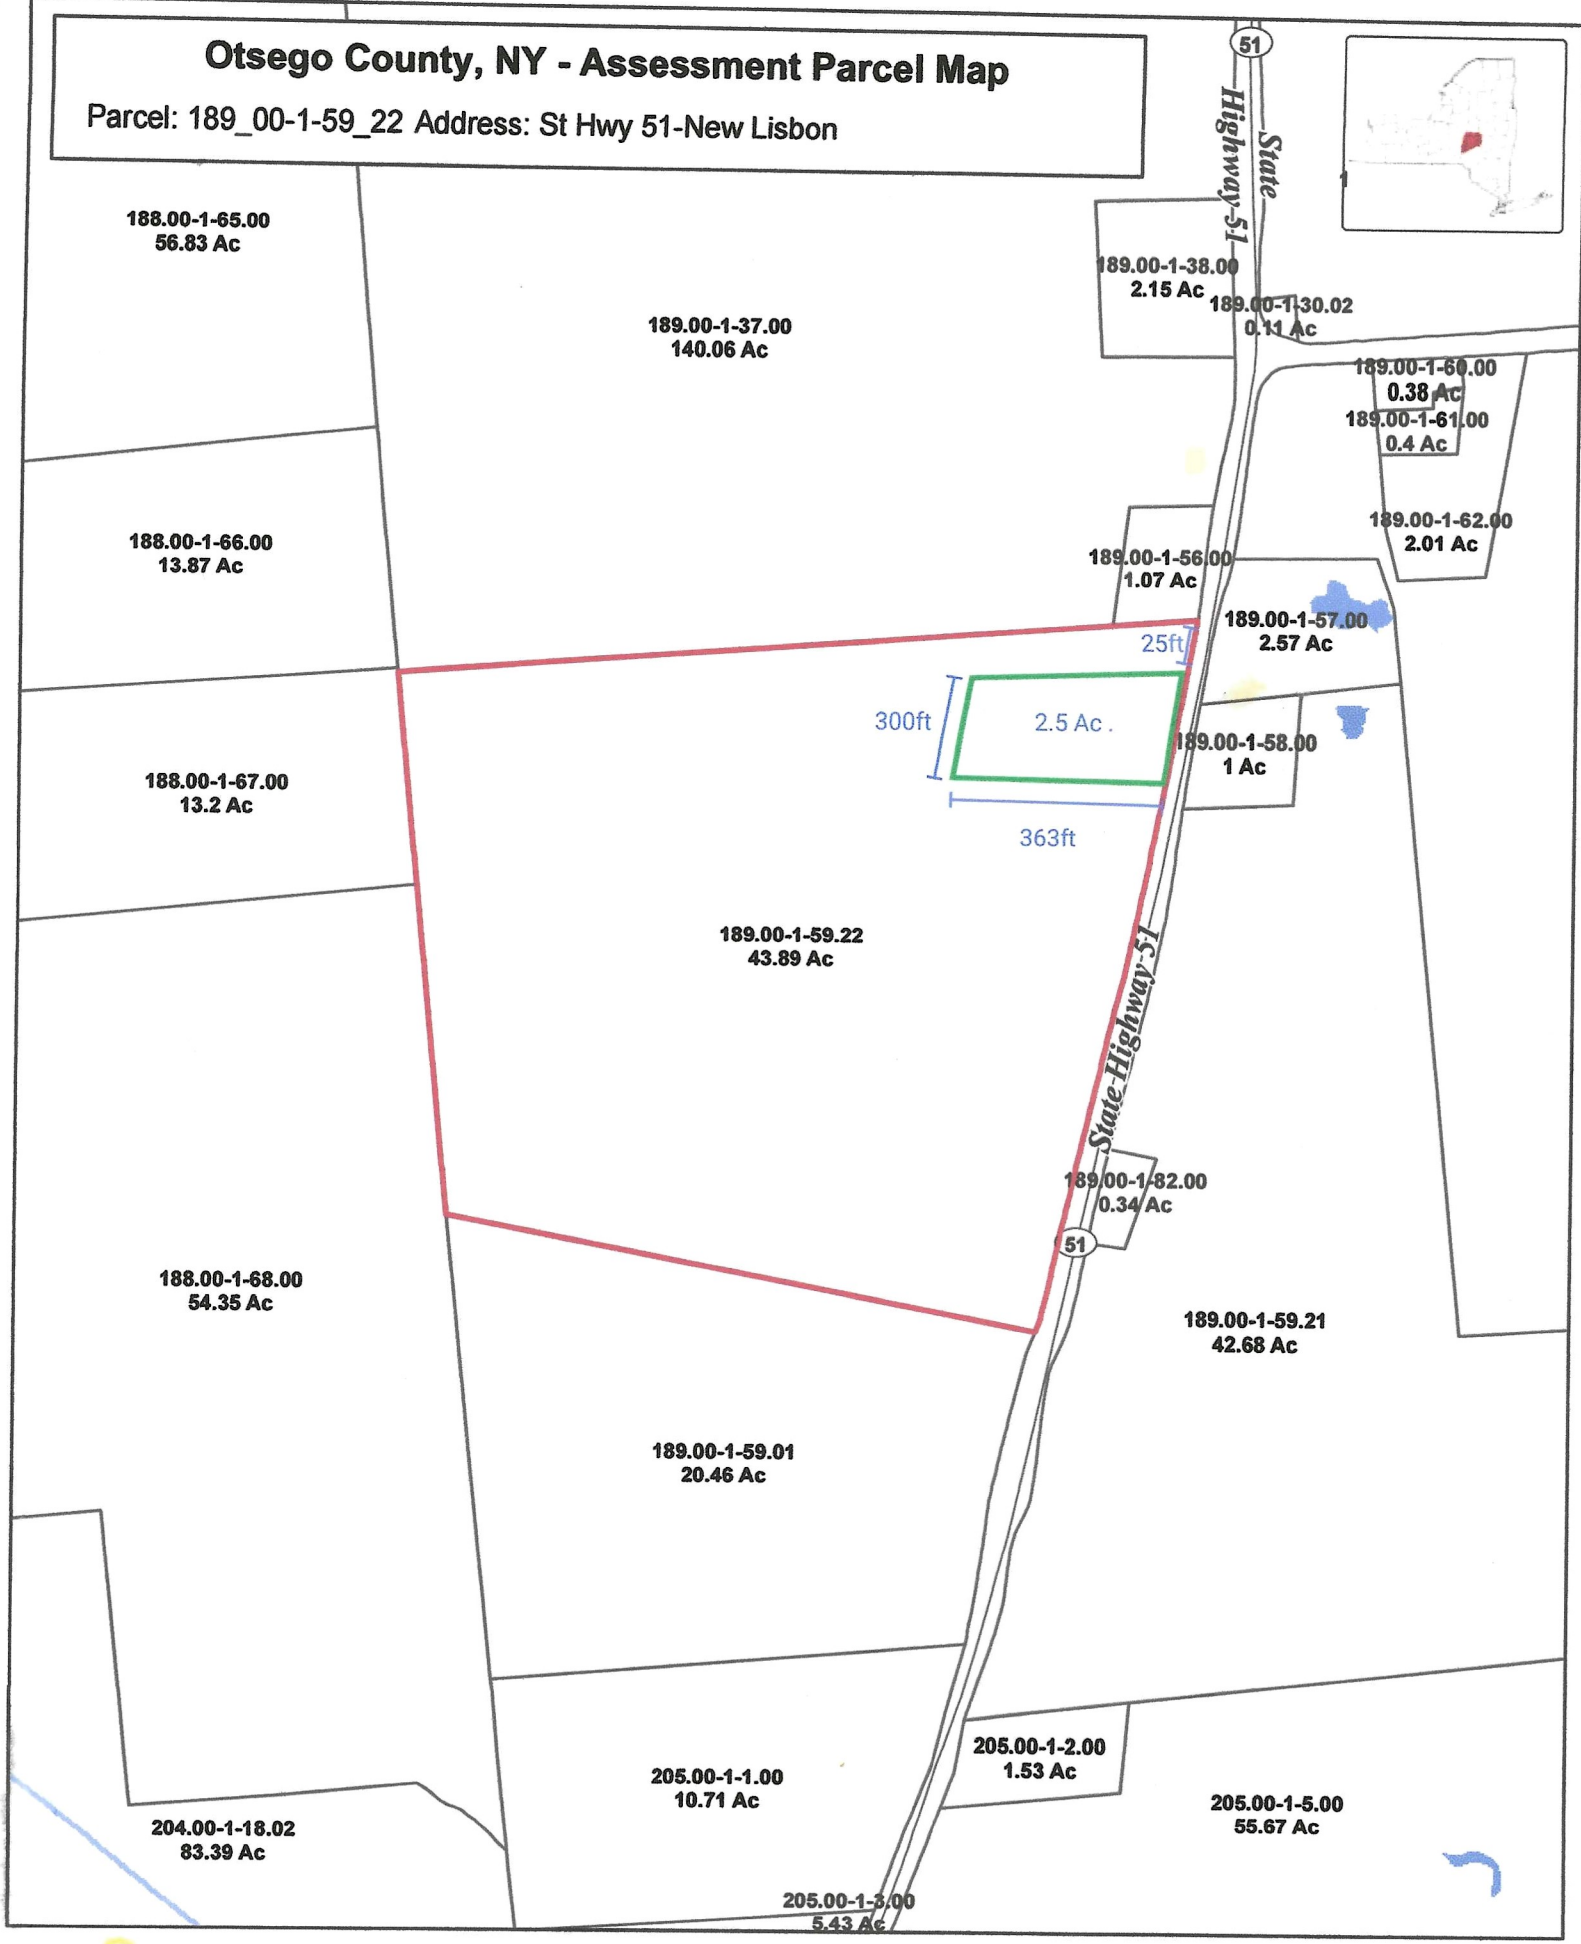 Otsego County, NY - Assessment Parcel Map
Parcel: 189_00-1-59_22 Address: St Hwy 51-New Lisbon
51
State
Highway 51
188.00-1-65.00
56.83 Ac
189.00-1-38.00
2.15 Ac
189.00-1-30.02
0.11 Ac
189.00-1-37.00
140.06 Ac
189.00-1-60.00
0.38 Ac
189.00-1-61.00
0.4 Ac
189.00-1-62.00
2.01 Ac
188.00-1-66.00
13.87 Ac
189.00-1-56.00
1.07 Ac
189.00-1-57.00
2.57 Ac
25ft
300ft
2.5 Ac .
189.00-1-58.00
1 Ac
188.00-1-67.00
13.2 Ac
363ft
189.00-1-59.22
43.89 Ac
State Highway 51
189.00-1-82.00
0.34 Ac
51
188.00-1-68.00
54.35 Ac
189.00-1-59.21
42.68 Ac
189.00-1-59.01
20.46 Ac
205.00-1-2.00
1.53 Ac
205.00-1-1.00
10.71 Ac
205.00-1-5.00
55.67 Ac
204.00-1-18.02
83.39 Ac
205.00-1-3.00
5.43 Ac